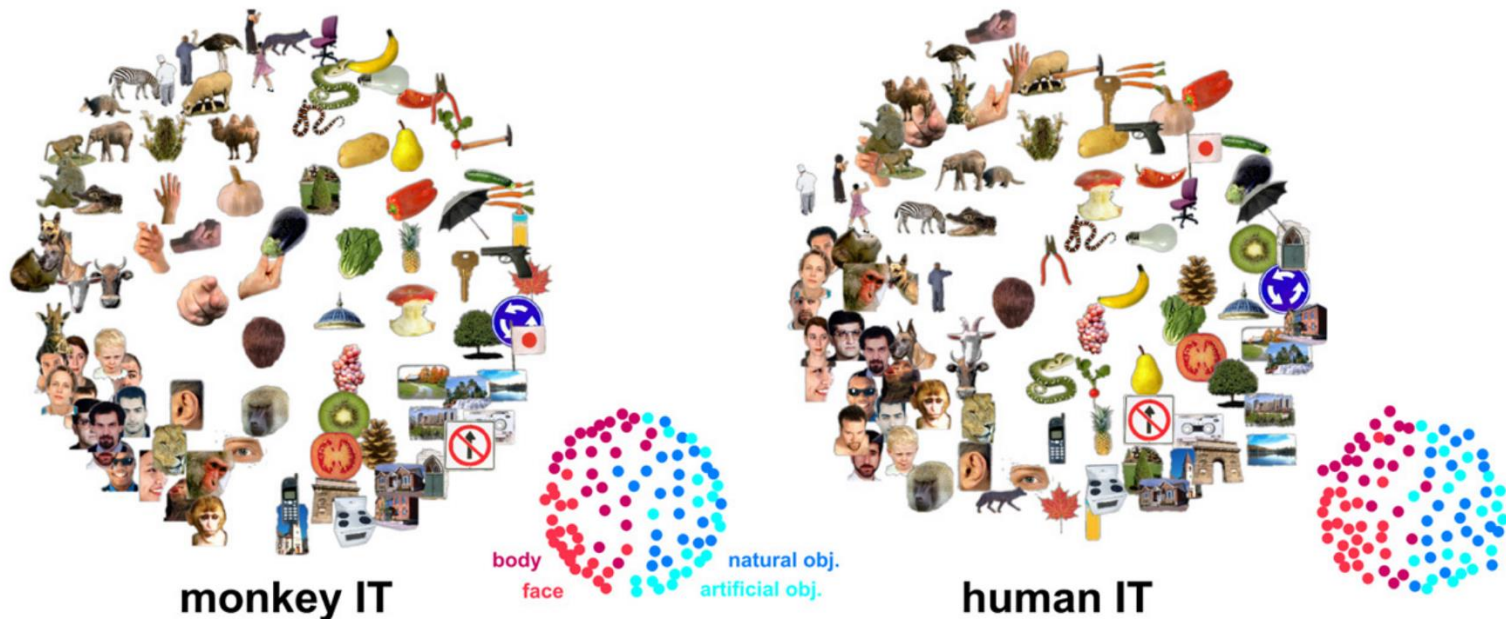 body
natural obj.
face
artificial obj.
monkey IT
human IT